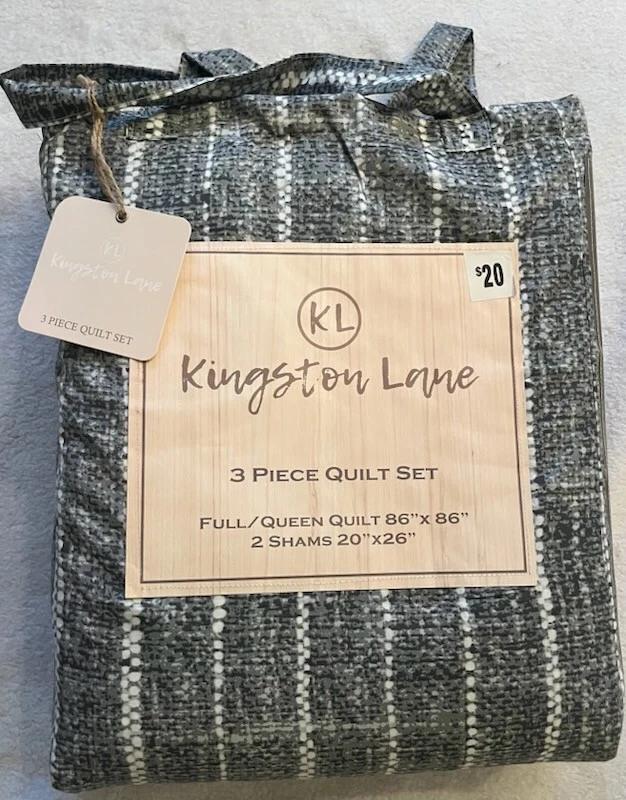 KL
Kingston Lane
3 PIECE QUILT SET
$20
KL
Kingston Lane
3 PIECE QUILT SET
FULL/QUEEN QUILT 86"X 86"
2 SHAMS 20"X26"